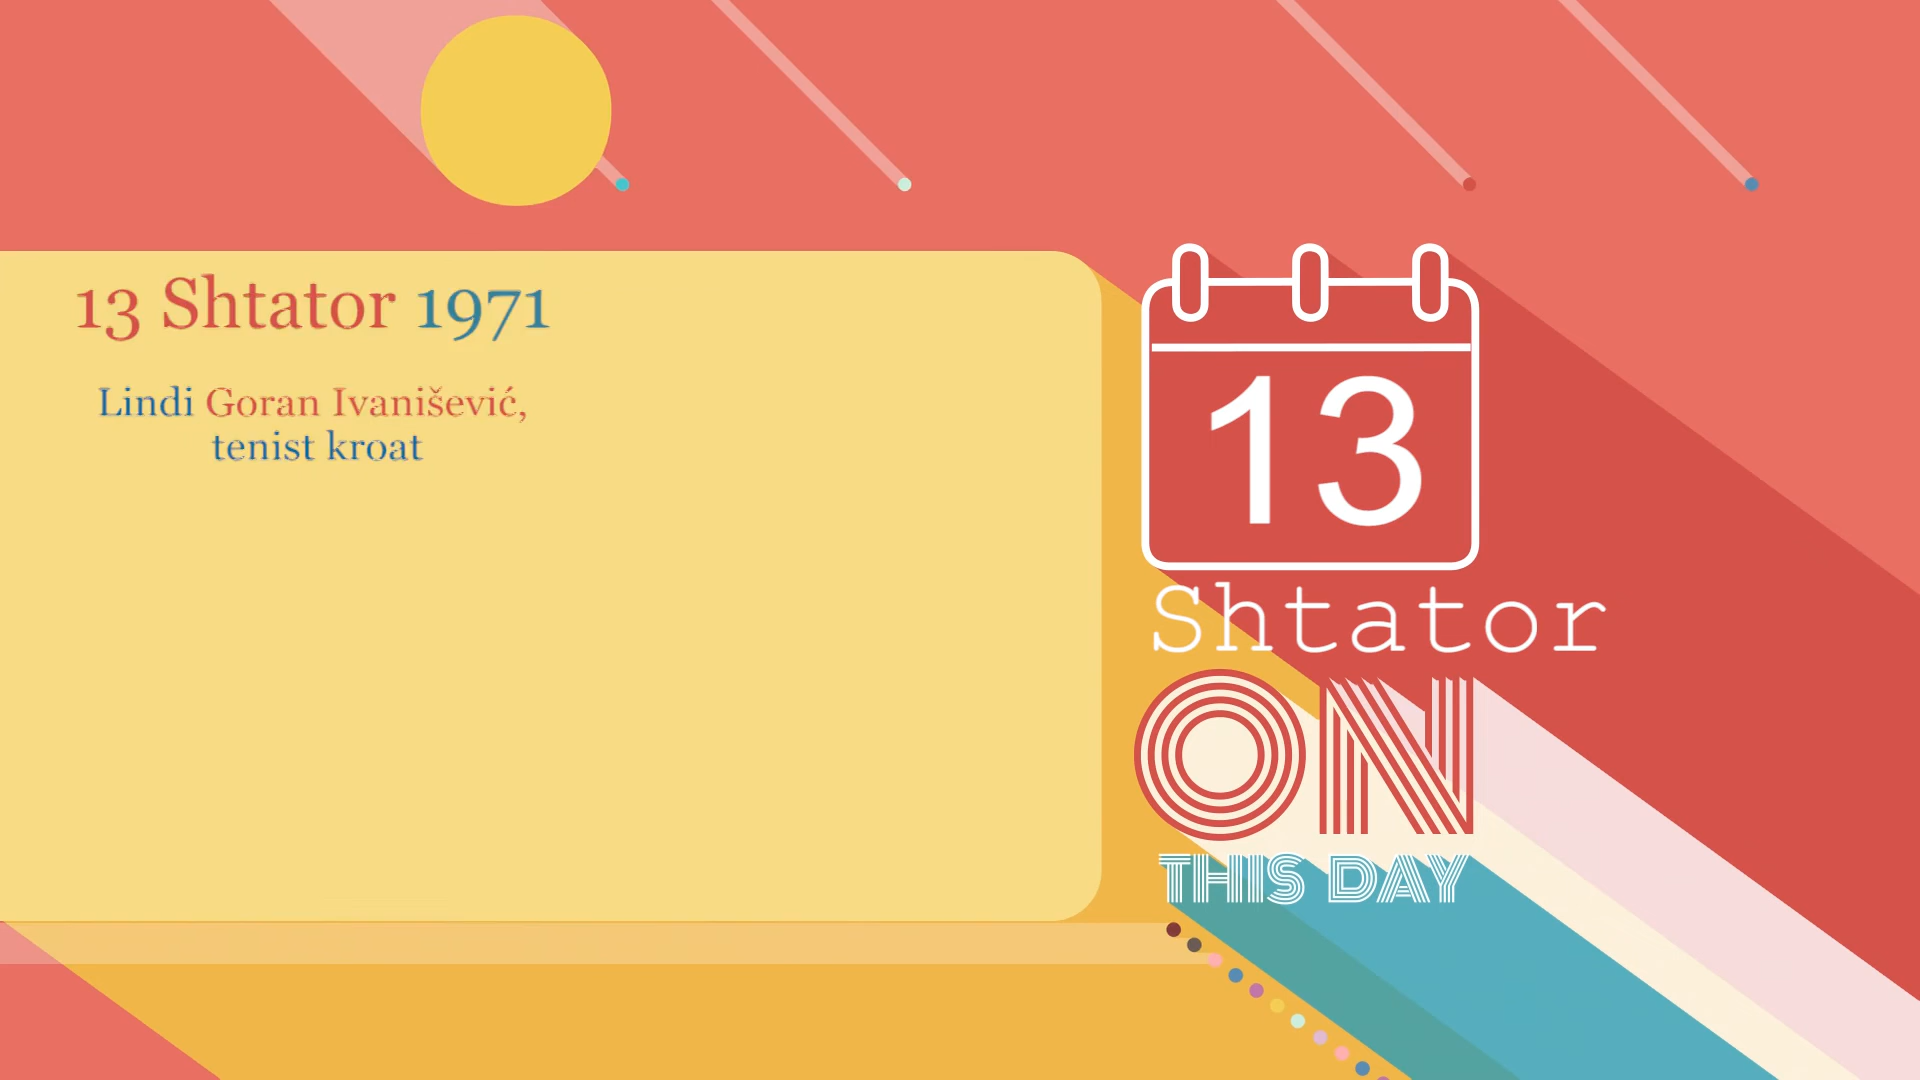 13 Shtator 1971
Lindi Goran Ivanišević,
tenist kroat
13
Shtator
ON
THIS DAY